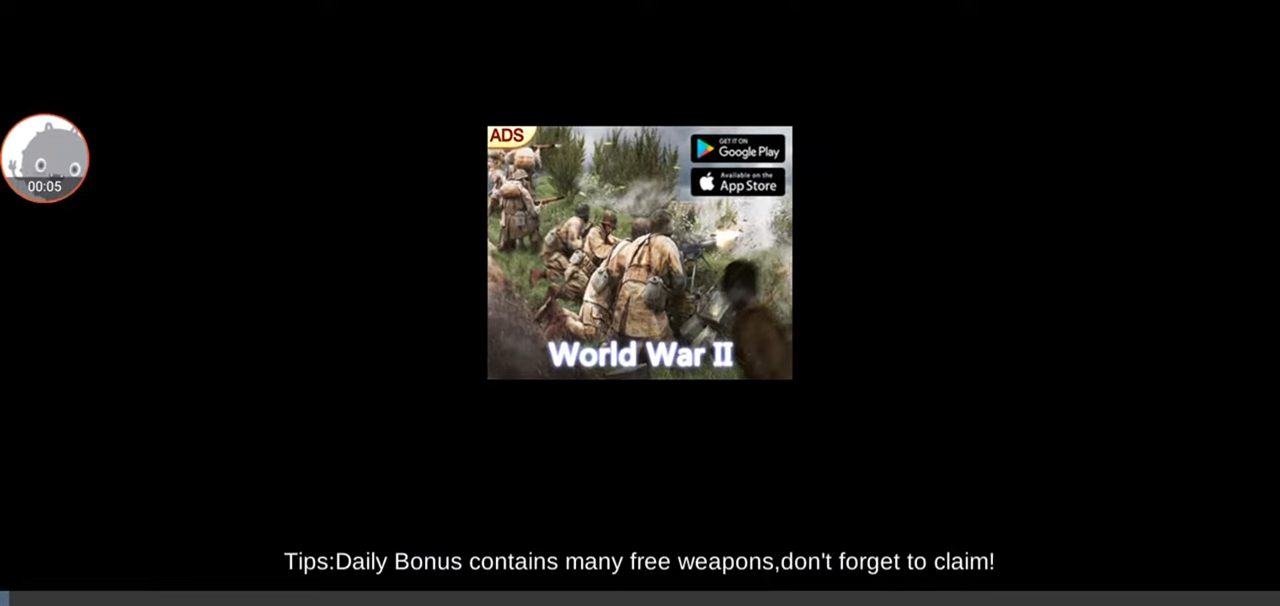 ADS
GET IT ON
Google Play
Available on the
App Store
00:05
World War II
Tips:Daily Bonus contains many free weapons,don't forget to claim!